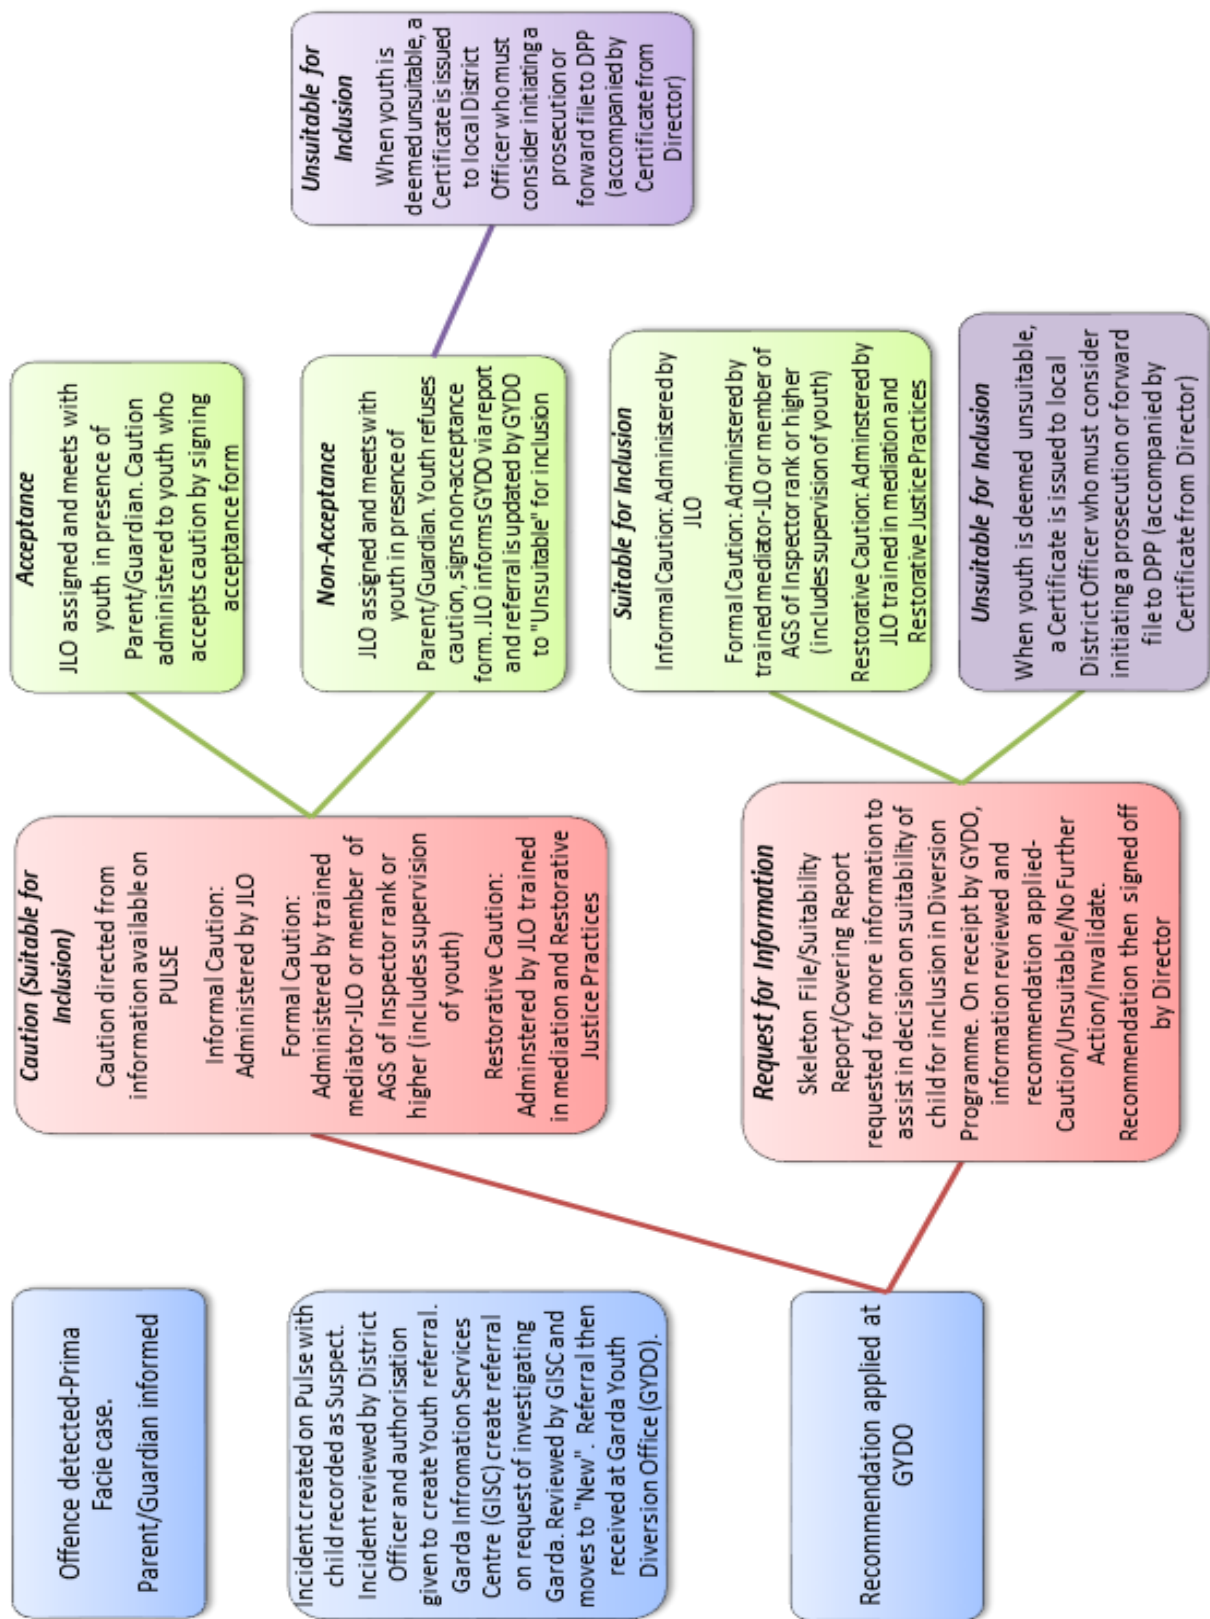 Offence detected-Prima
Facie case.
Parent/Guardian informed
Incident created on Pulse with
child recorded as Suspect.
Incident reviewed by District
Officer and authorisation
given to create Youth referral.
Garda Infromation Services
Centre (GISC) create referral
on request of investigating
Garda. Reviewed by GISC and
moves to "New". Referral then
received at Garda Youth
Diversion Office (GYDO).
Recommendation applied at
GYDO
Caution (Suitable for
Inclusion)
Caution directed from
information available on
PULSE
Informal Caution:
Administered by JLO
Formal Caution:
Administered by trained
mediator-JLO or member of
AGS of Inspector rank or
higher (includes supervision
of youth)
Restorative Caution:
Administered by JLO trained
in mediation and Restorative
Justice Practices
Request for Information
Skeleton File/Suitability
Report/Covering Report
requested for more information to
assist in decision on suitability of
child for inclusion in Diversion
Programme. On receipt by GYDO,
information reviewed and
recommendation applied-
Caution/Unsuitable/No Further
Action/Invalidate.
Recommendation then signed off
by Director
Acceptance
JLO assigned and meets with
youth in presence of
Parent/Guardian. Caution
administered to youth who
accepts caution by signing
acceptance form
Non-Acceptance
JLO assigned and meets with
youth in presence of
Parent/Guardian. Youth refuses
caution, signs non-acceptance
form. JLO informs GYDO via report
and referral is updated by GYDO
to "Unsuitable" for inclusion
Suitable for Inclusion
Informal Caution: Administered by
JLO
Formal Caution: Administered by
trained mediator-JLO or member of
AGS of Inspector rank or higher
(includes supervision of youth)
Restorative Caution: Adminstered by
JLO trained in mediation and
Restorative Justice Practices
Unsuitable for Inclusion
When youth is deemed unsuitable,
a Certificate is issued to local
District Officer who must consider
initiating a prosecution or forward
file to DPP (accompanied by
Certificate from Director)
Unsuitable for
Inclusion
When youth is
deemed unsuitable, a
Certificate is issued
to local District
Officer who must
consider initiating a
prosecution or
forward file to DPP
(accompanied by
Certificate from
Director)